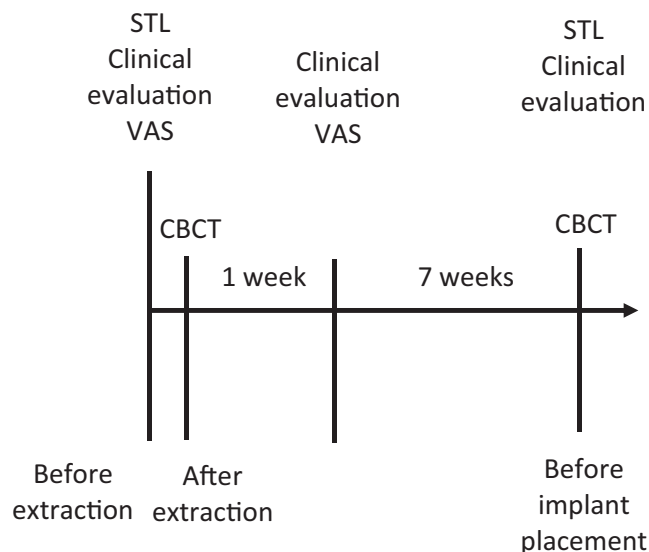 STL
Clinical
evaluation
VAS
Clinical
evaluation
VAS
STL
Clinical
evaluation
CBCT
CBCT
1 week
7 weeks
Before
extraction
After
extraction
Before
implant
placement